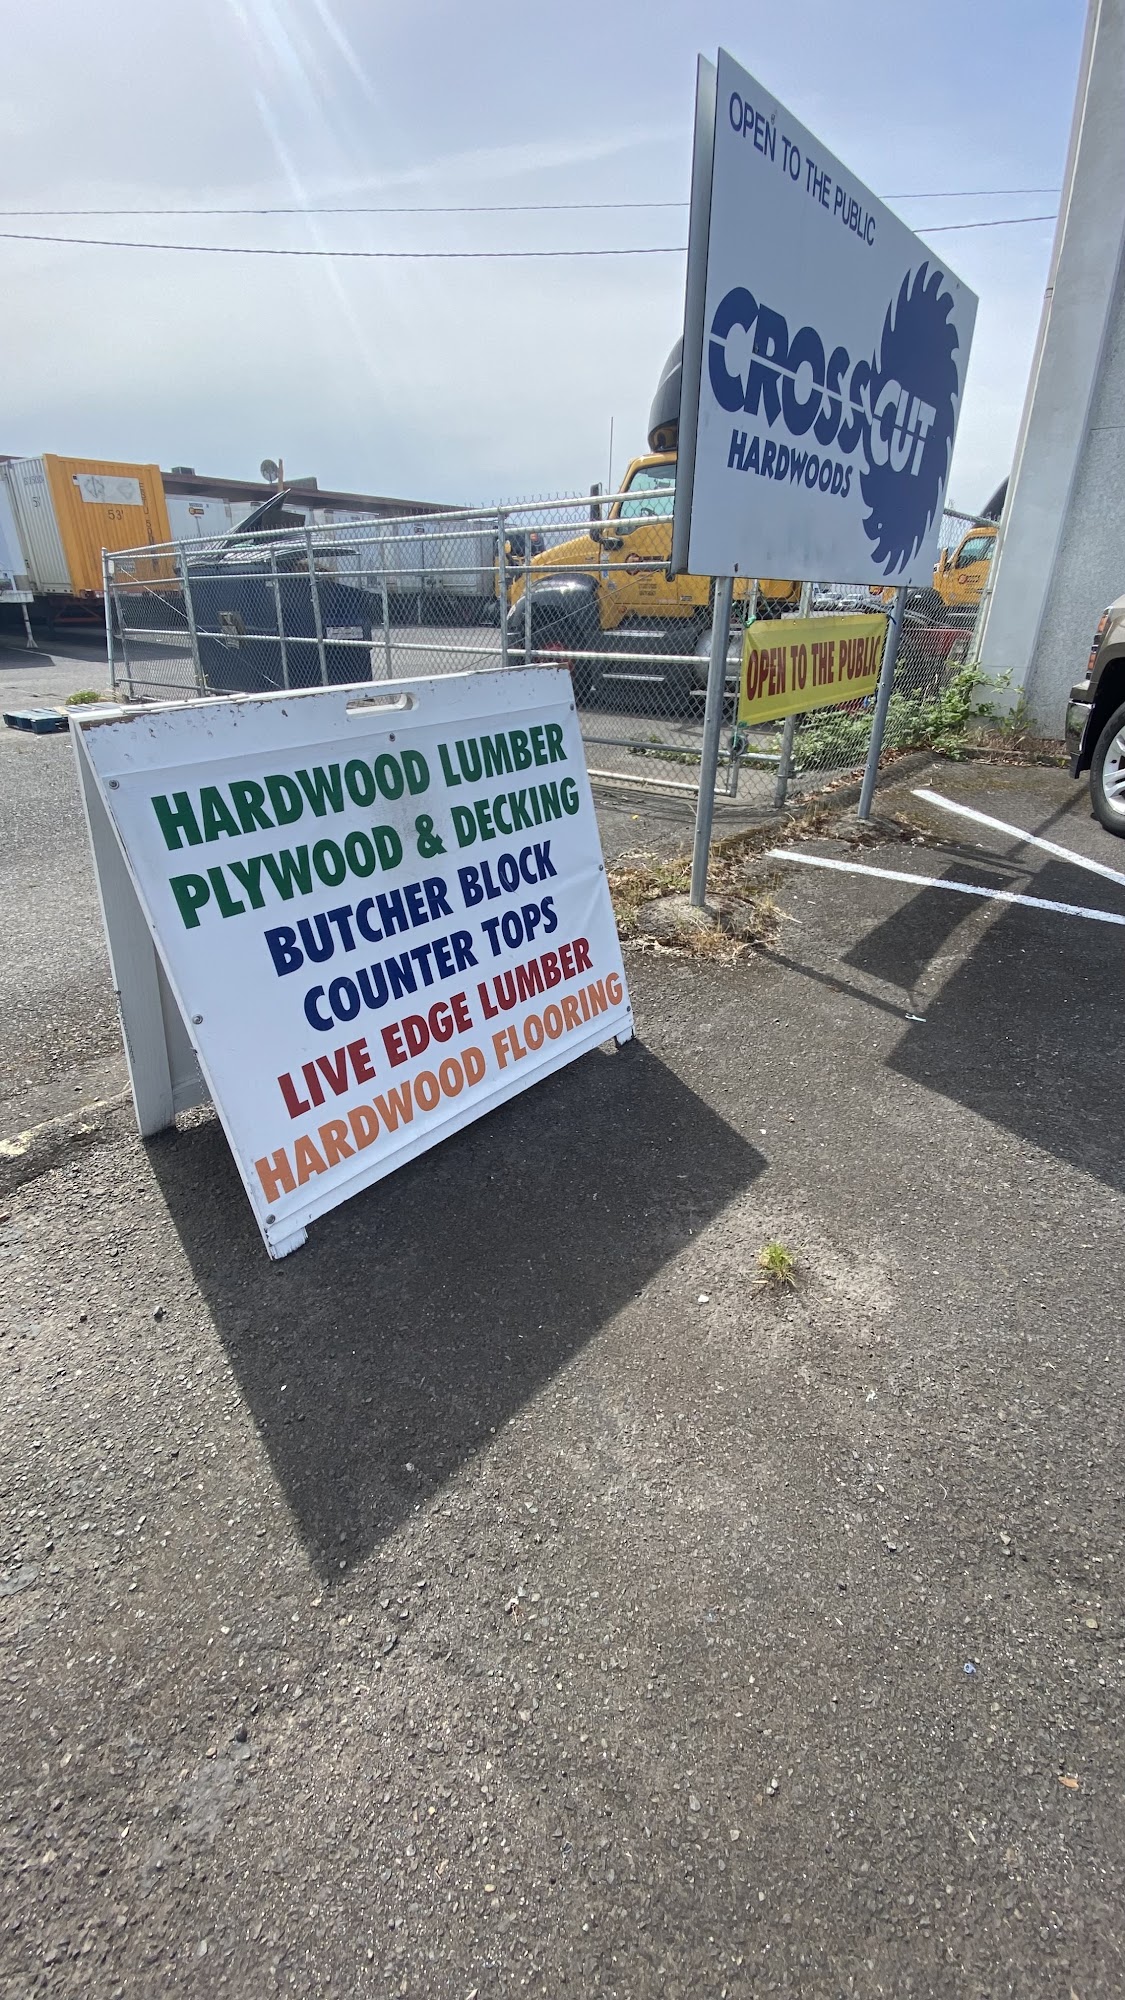 OPEN TO THE PUBLIC
CROSSCUT
HARDWOODS
OPEN TO THE PUBLIC
HARDWOOD LUMBER
PLYWOOD & DECKING
BUTCHER BLOCK
COUNTER TOPS
LIVE EDGE LUMBER
HARDWOOD FLOORING
53'